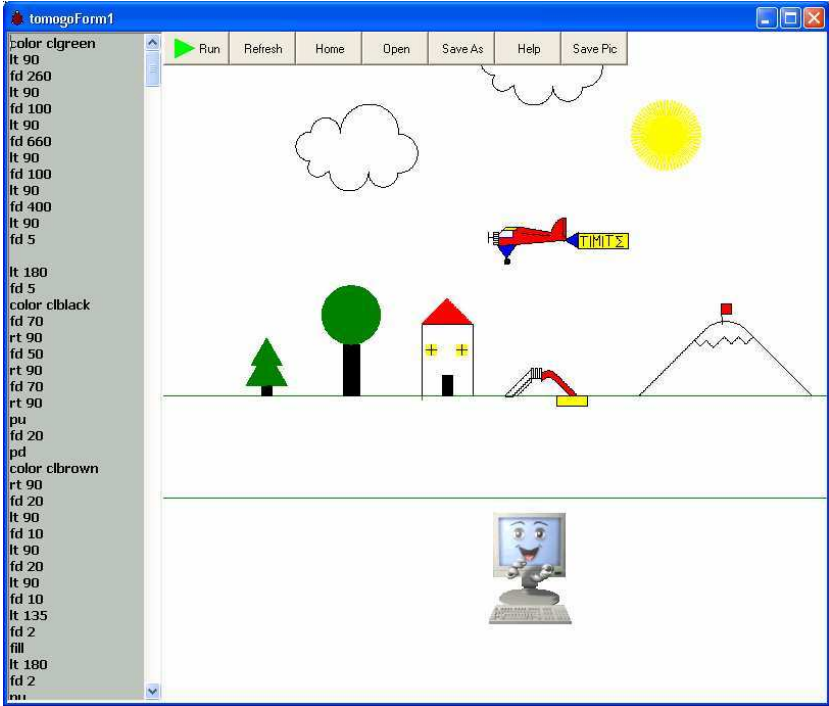 tomogoForm1
Run Refresh Home Open Save As Help Save Pic
color clgreen
lt 90
fd 260
lt 90
fd 100
lt 90
fd 660
lt 90
fd 100
lt 90
fd 400
lt 90
fd 5
lt 180
fd 5
color clblack
fd 70
rt 90
fd 50
rt 90
fd 70
rt 90
pu
fd 20
pd
color clbrown
rt 90
fd 20
lt 90
fd 10
lt 90
fd 20
lt 90
fd 10
lt 135
fd 2
fill
lt 180
fd 2
pu
TIMITΣ